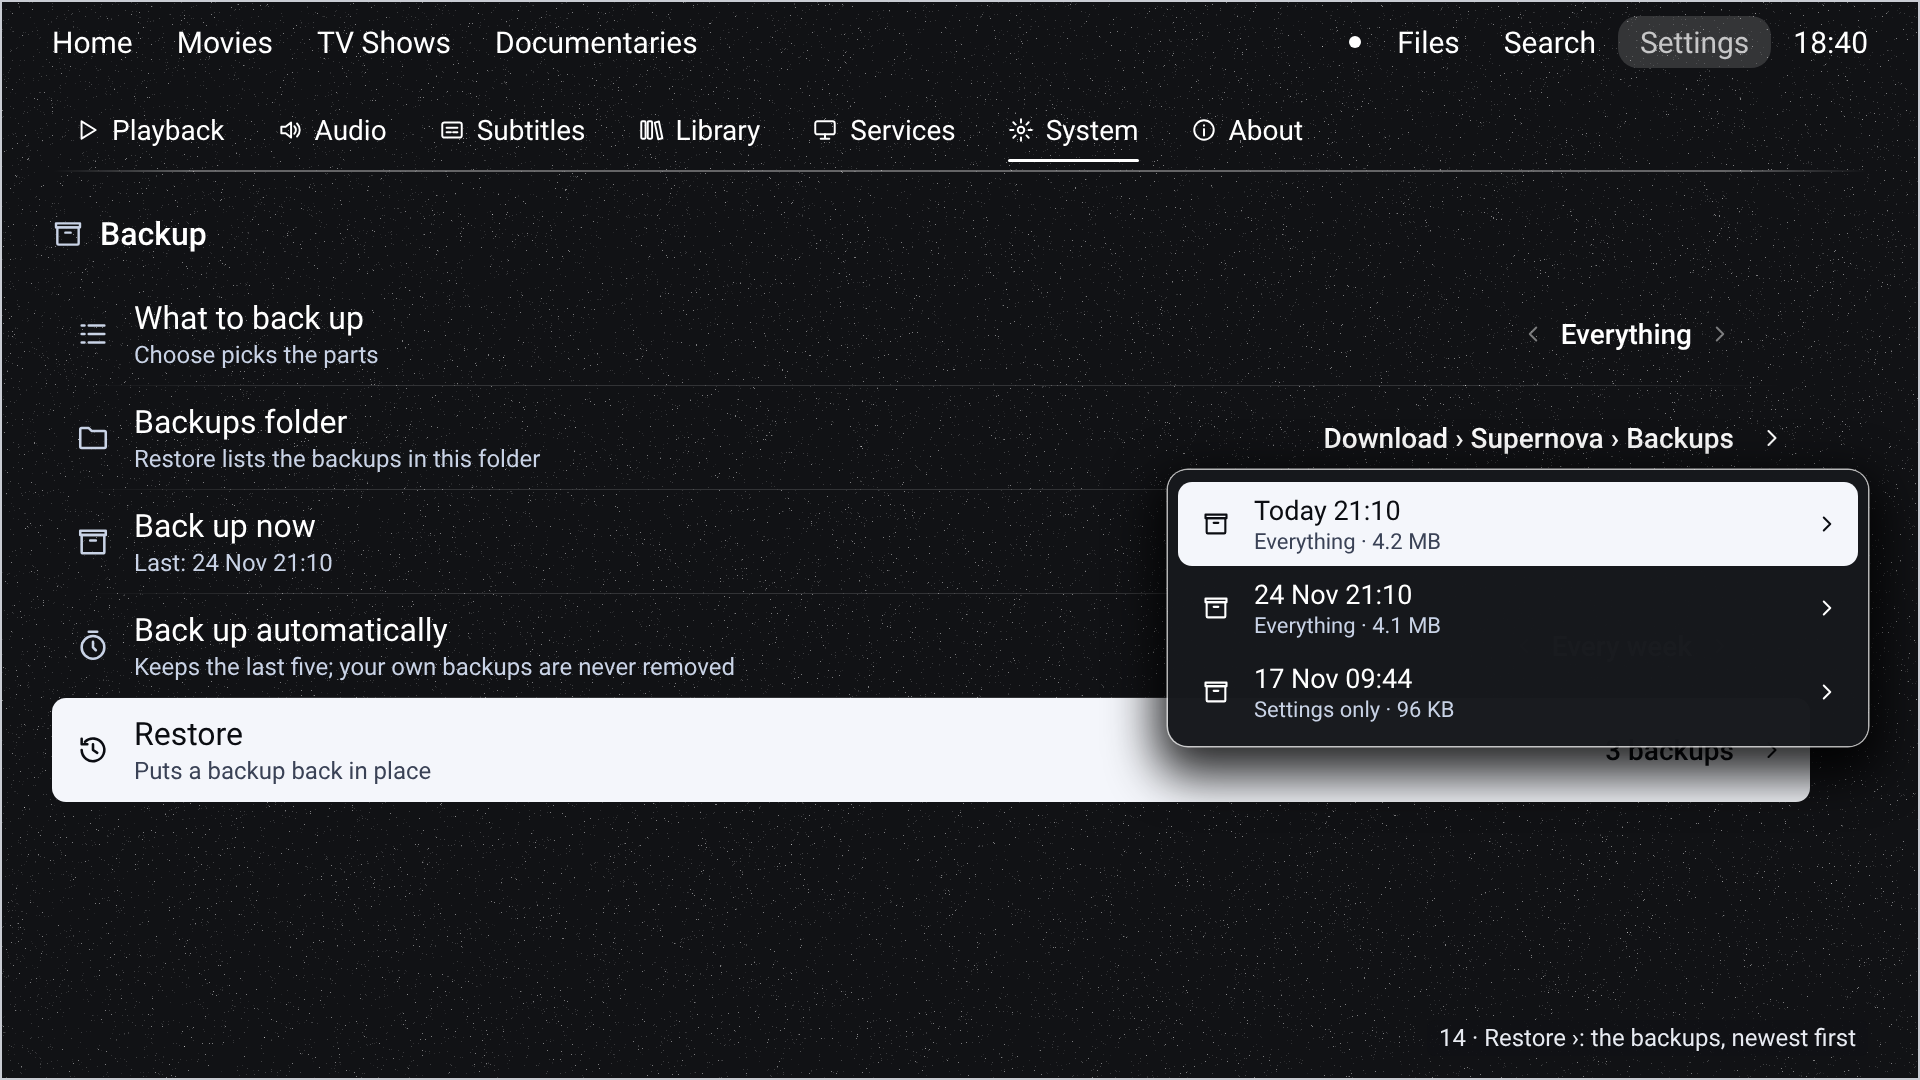 Home Movies TV Shows Documentaries Files Search Settings 18:40
Playback Audio Subtitles Library Services System About
Backup
What to back up
Choose picks the parts
Everything
Backups folder
Restore lists the backups in this folder
Download › Supernova › Backups
Back up now
Last: 24 Nov 21:10
Back up automatically
Keeps the last five; your own backups are never removed
Every week
Restore
Puts a backup back in place
3 backups
Today 21:10
Everything · 4.2 MB
24 Nov 21:10
Everything · 4.1 MB
17 Nov 09:44
Settings only · 96 KB
14 · Restore ›: the backups, newest first